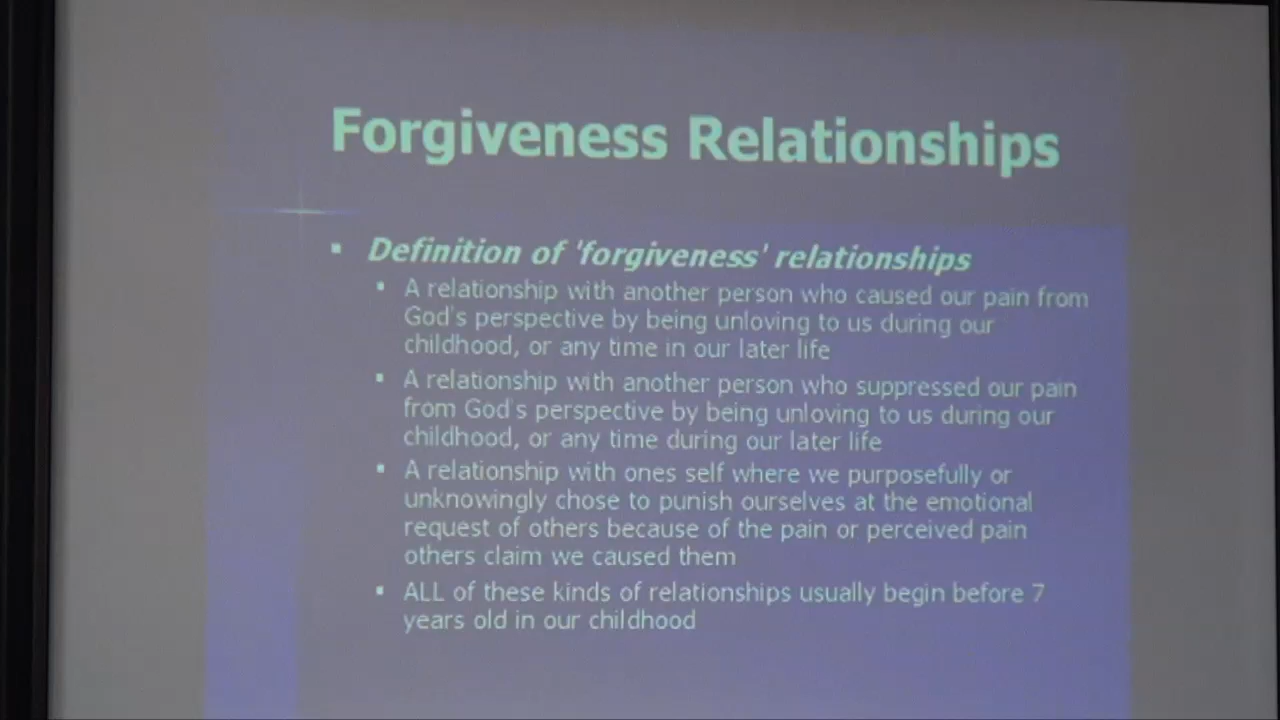 Forgiveness Relationships
▪ Definition of 'forgiveness' relationships
▪ A relationship with another person who caused our pain from
God's perspective by being unloving to us during our
childhood, or any time in our later life
▪ A relationship with another person who suppressed our pain
from God's perspective by being unloving to us during our
childhood, or any time during our later life
▪ A relationship with ones self where we purposefully or
unknowingly chose to punish ourselves at the emotional
request of others because of the pain or perceived pain
others claim we caused them
▪ ALL of these kinds of relationships usually begin before 7
years old in our childhood